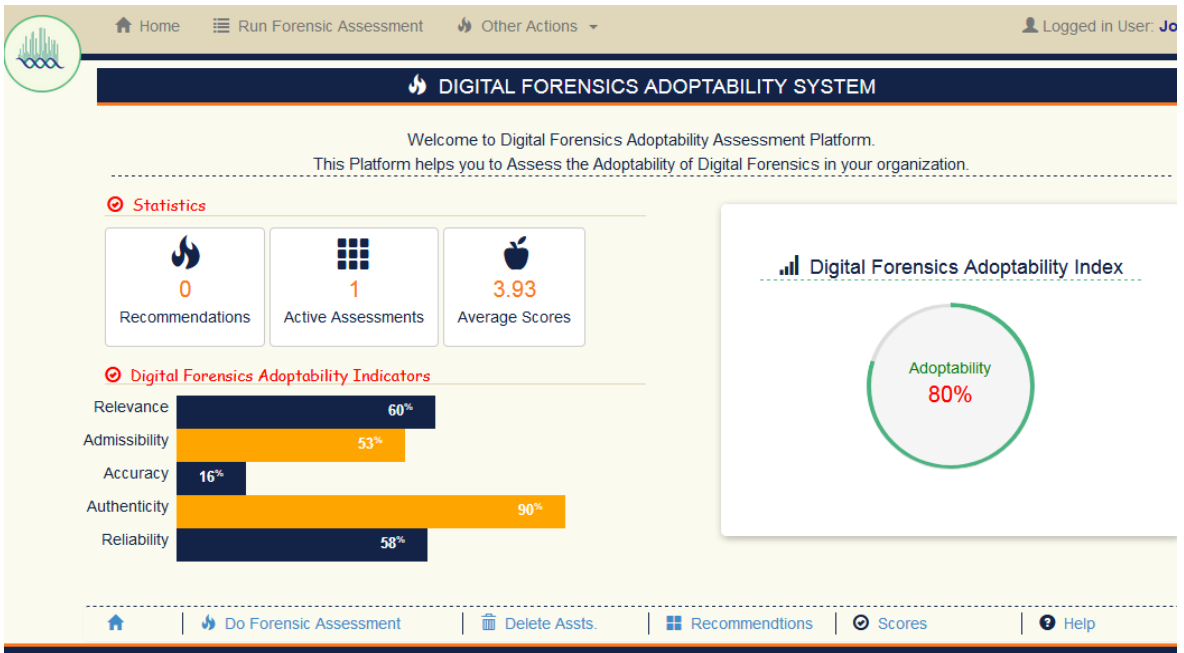 Home Run Forensic Assessment Other Actions Logged in User: Jo
DIGITAL FORENSICS ADOPTABILITY SYSTEM
Welcome to Digital Forensics Adoptability Assessment Platform.
This Platform helps you to Assess the Adoptability of Digital Forensics in your organization.
Statistics
0
Recommendations
1
Active Assessments
3.93
Average Scores
Digital Forensics Adoptability Indicators
Relevance 60%
Admissibility 53%
Accuracy 16%
Authenticity 90%
Reliability 58%
Digital Forensics Adoptability Index
Adoptability
80%
Do Forensic Assessment Delete Assts. Recommendtions Scores Help